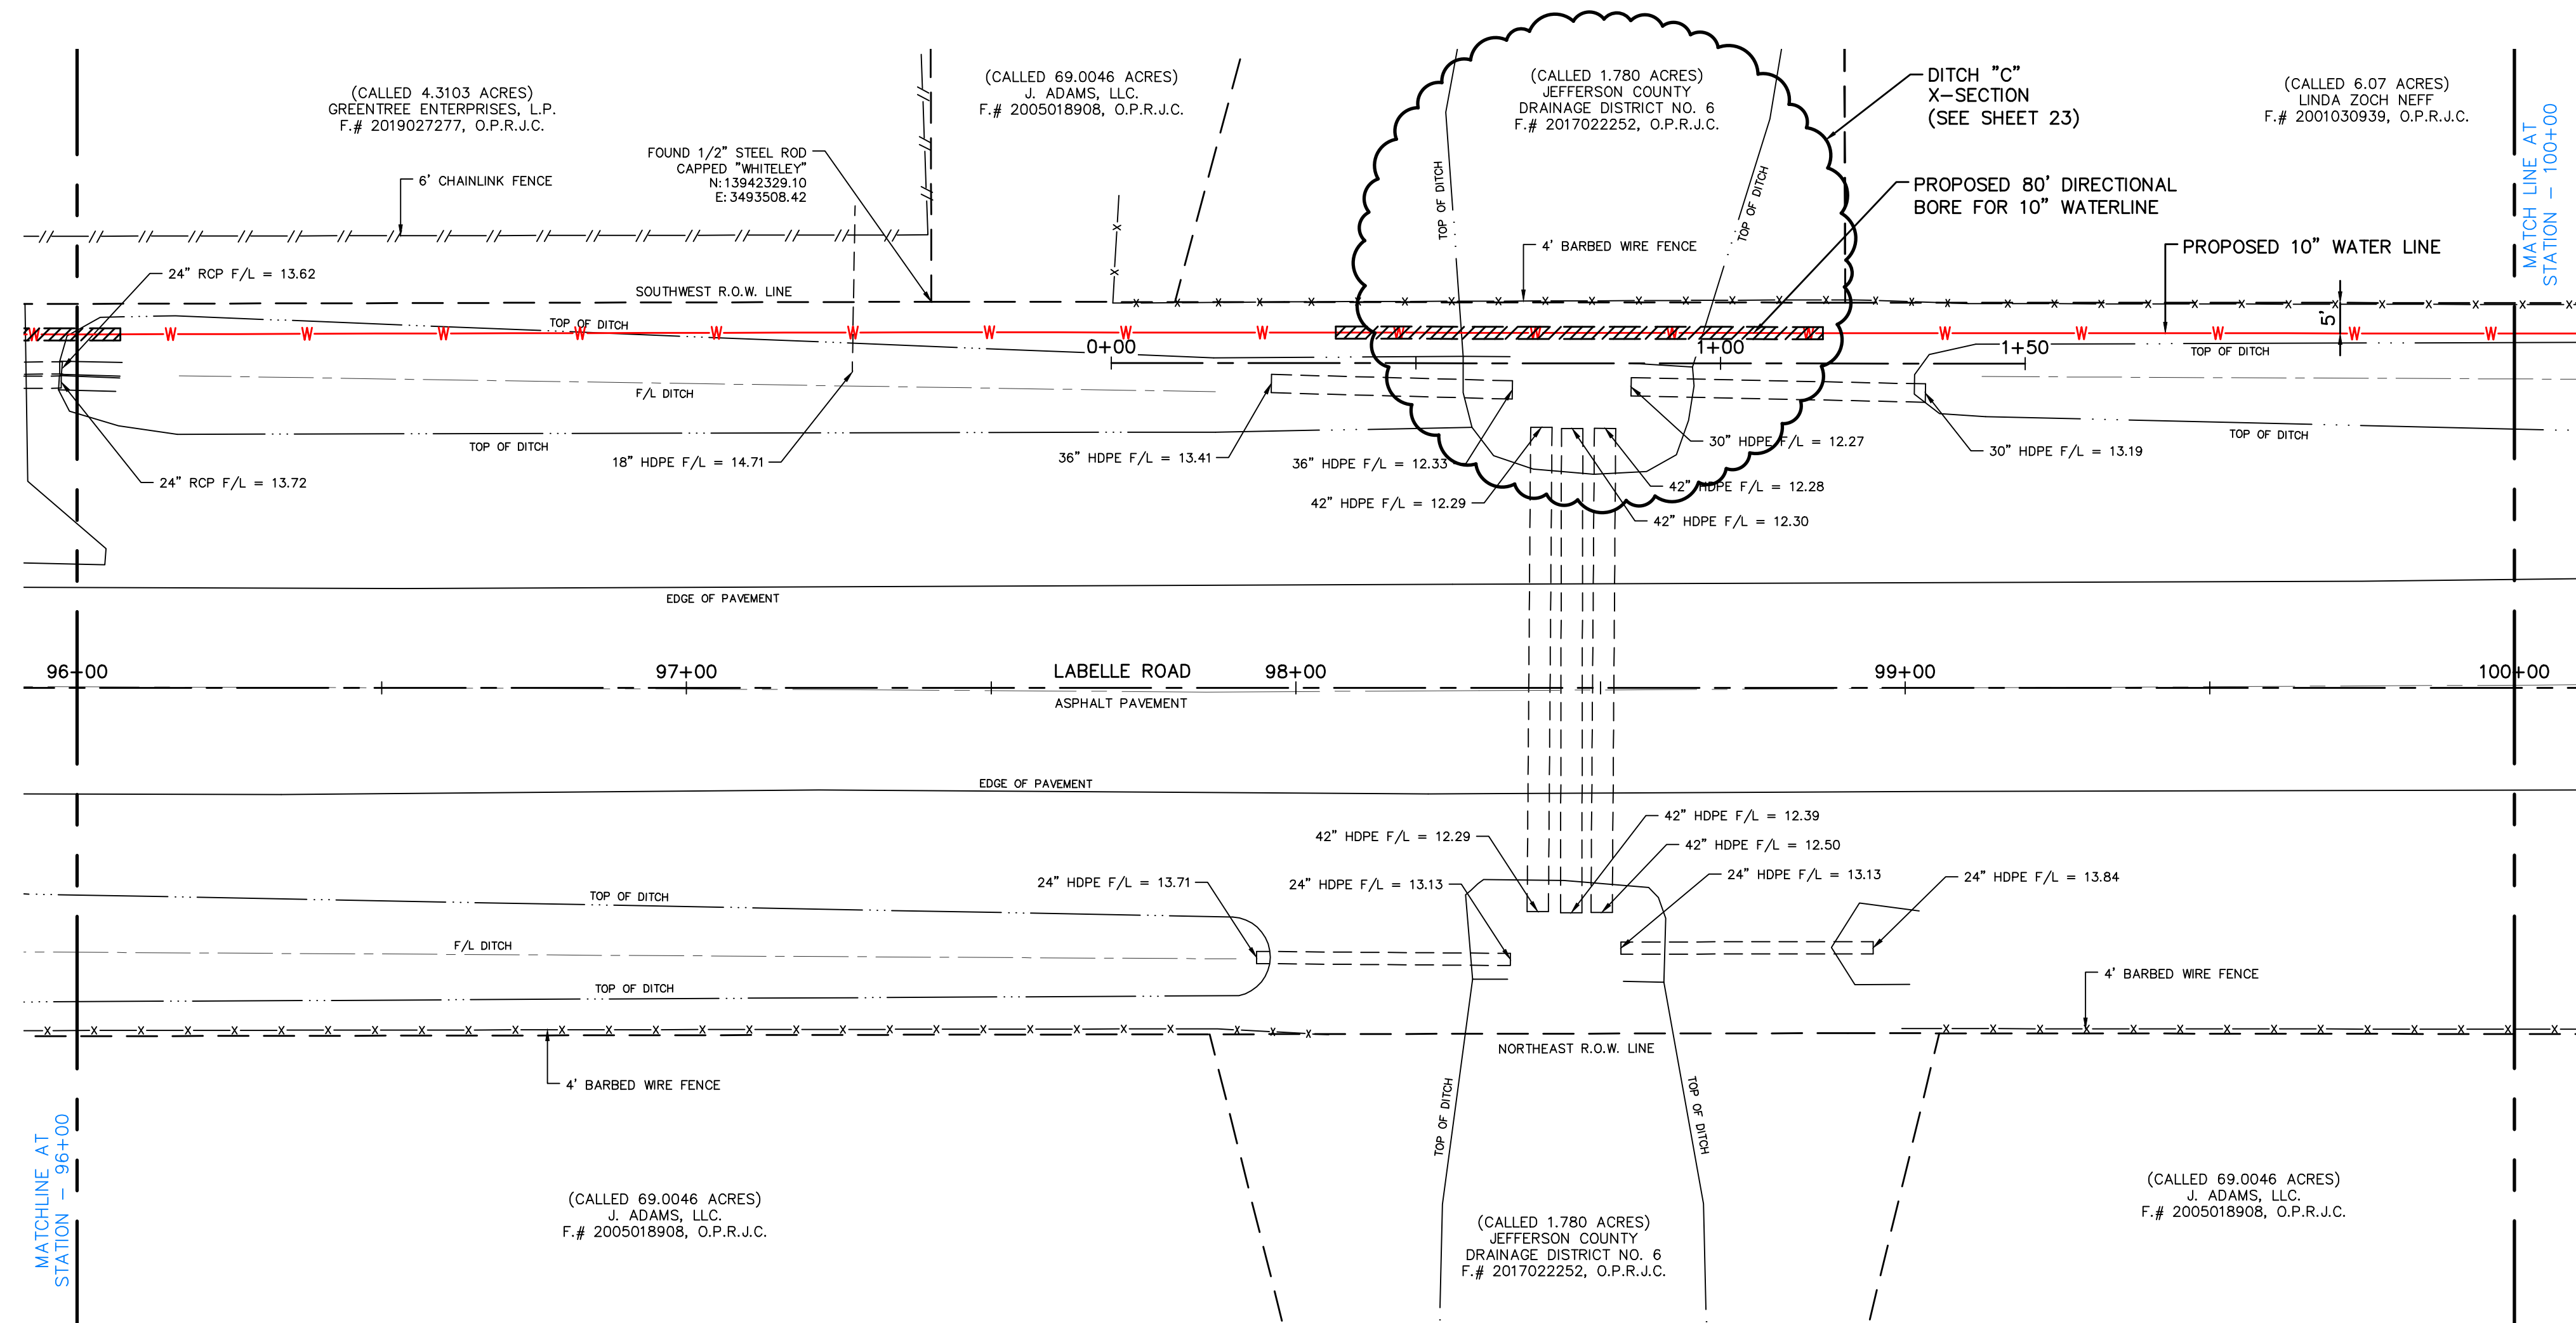 (CALLED 4.3103 ACRES)
GREENTREE ENTERPRISES, L.P.
F.# 2019027277, O.P.R.J.C.
(CALLED 69.0046 ACRES)
J. ADAMS, LLC.
F.# 2005018908, O.P.R.J.C.
(CALLED 1.780 ACRES)
JEFFERSON COUNTY
DRAINAGE DISTRICT NO. 6
F.# 2017022252, O.P.R.J.C.
DITCH "C"
X-SECTION
(SEE SHEET 23)
(CALLED 6.07 ACRES)
LINDA ZOCH NEFF
F.# 2001030939, O.P.R.J.C.
MATCH LINE AT
STATION - 100+00
FOUND 1/2" STEEL ROD
CAPPED "WHITELEY"
N: 13942329.10
E: 3493508.42
6' CHAINLINK FENCE
TOP OF DITCH
TOP OF DITCH
PROPOSED 80' DIRECTIONAL
BORE FOR 10" WATERLINE
4' BARBED WIRE FENCE
PROPOSED 10" WATER LINE
24" RCP F/L = 13.62
SOUTHWEST R.O.W. LINE
TOP OF DITCH
5'
0+00
1+00
1+50
TOP OF DITCH
F/L DITCH
TOP OF DITCH
TOP OF DITCH
18" HDPE F/L = 14.71
36" HDPE F/L = 13.41
36" HDPE F/L = 12.33
30" HDPE F/L = 12.27
30" HDPE F/L = 13.19
24" RCP F/L = 13.72
42" HDPE F/L = 12.29
42" HDPE F/L = 12.28
42" HDPE F/L = 12.30
EDGE OF PAVEMENT
96+00
97+00
LABELLE ROAD
98+00
99+00
100+00
ASPHALT PAVEMENT
EDGE OF PAVEMENT
42" HDPE F/L = 12.29
42" HDPE F/L = 12.39
42" HDPE F/L = 12.50
24" HDPE F/L = 13.71
24" HDPE F/L = 13.13
24" HDPE F/L = 13.13
24" HDPE F/L = 13.84
TOP OF DITCH
F/L DITCH
TOP OF DITCH
4' BARBED WIRE FENCE
NORTHEAST R.O.W. LINE
4' BARBED WIRE FENCE
TOP OF DITCH
TOP OF DITCH
MATCHLINE AT
STATION - 96+00
(CALLED 69.0046 ACRES)
J. ADAMS, LLC.
F.# 2005018908, O.P.R.J.C.
(CALLED 1.780 ACRES)
JEFFERSON COUNTY
DRAINAGE DISTRICT NO. 6
F.# 2017022252, O.P.R.J.C.
(CALLED 69.0046 ACRES)
J. ADAMS, LLC.
F.# 2005018908, O.P.R.J.C.